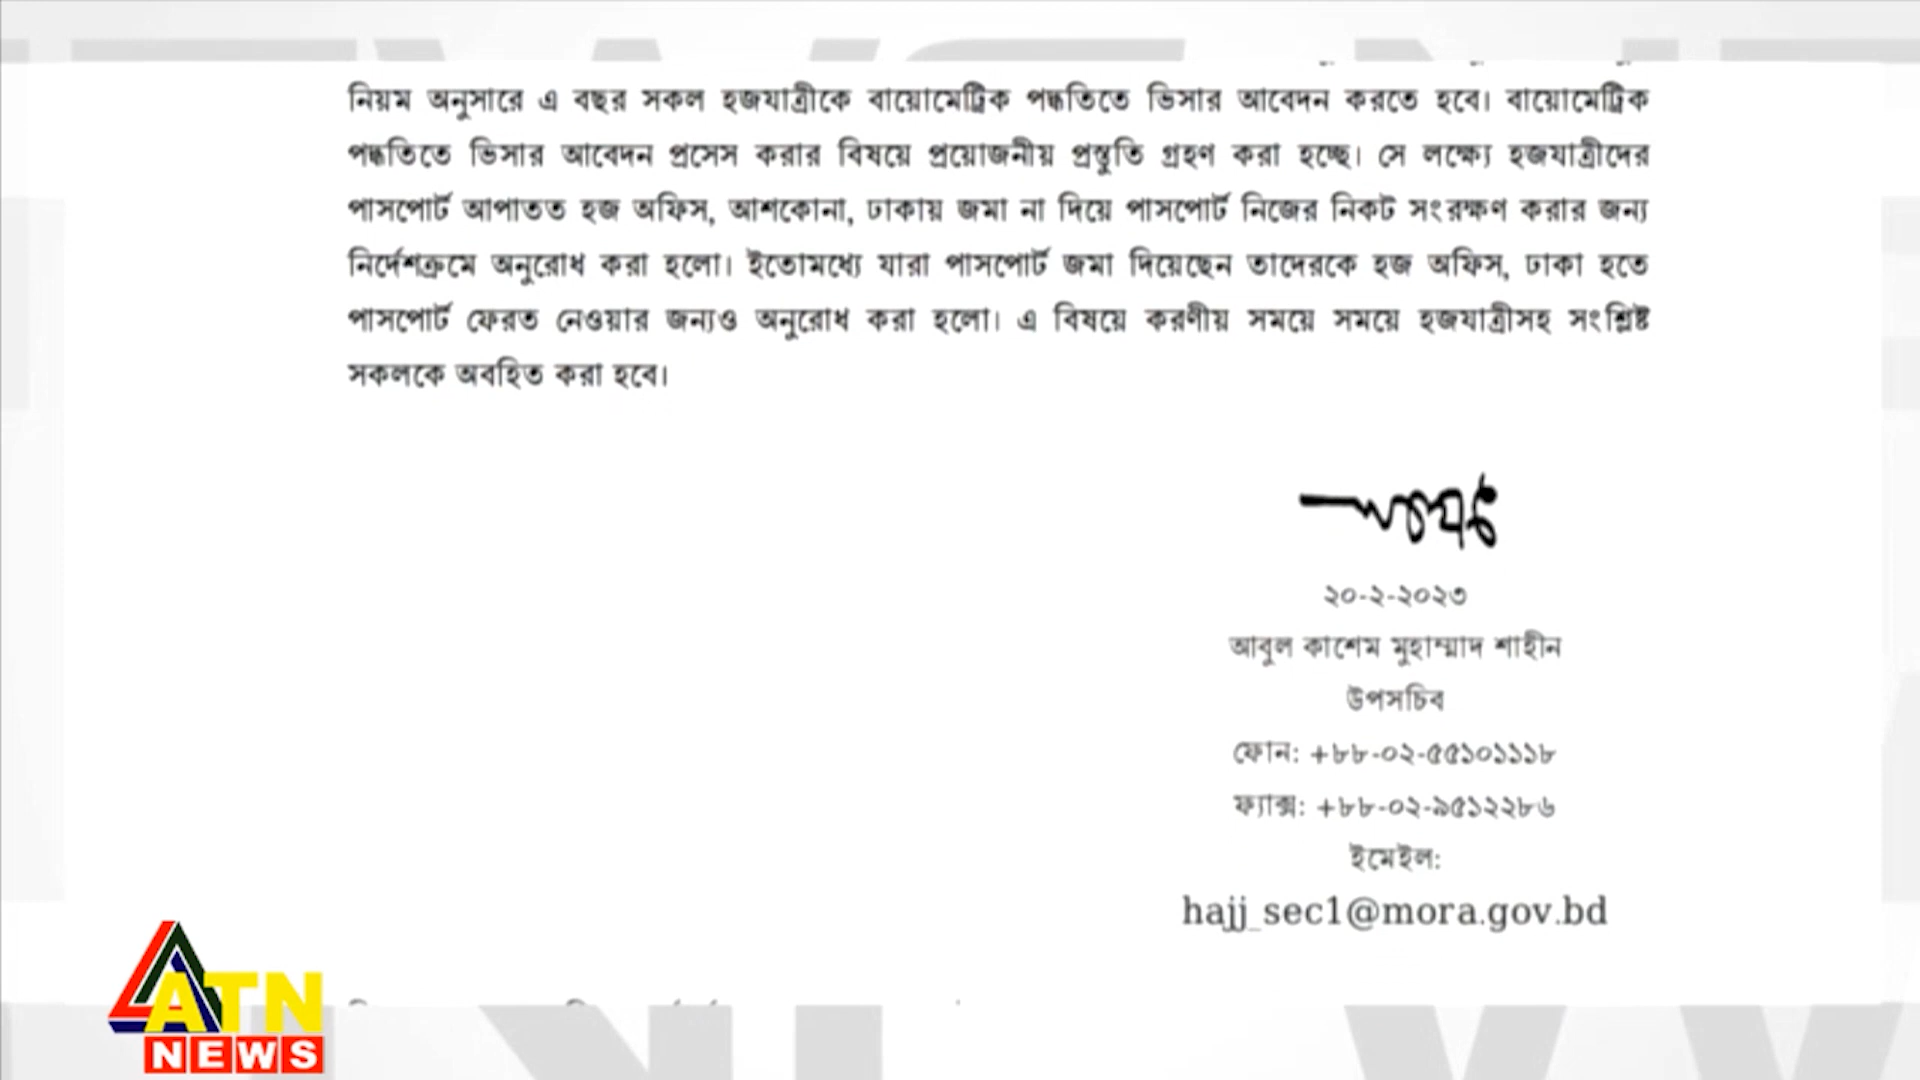 নিয়ম অনুসারে এ বছর সকল হজযাত্রীকে বায়োমেট্রিক পদ্ধতিতে ভিসার আবেদন করতে হবে। বায়োমেট্রিক
পদ্ধতিতে ভিসার আবেদন প্রসেস করার বিষয়ে প্রয়োজনীয় প্রস্তুতি গ্রহণ করা হচ্ছে। সে লক্ষ্যে হজযাত্রীদের
পাসপোর্ট আপাতত হজ অফিস, আশকোনা, ঢাকায় জমা না দিয়ে পাসপোর্ট নিজের নিকট সংরক্ষণ করার জন্য
নির্দেশক্রমে অনুরোধ করা হলো। ইতোমধ্যে যারা পাসপোর্ট জমা দিয়েছেন তাদেরকে হজ অফিস, ঢাকা হতে
পাসপোর্ট ফেরত নেওয়ার জন্যও অনুরোধ করা হলো। এ বিষয়ে করণীয় সময়ে সময়ে হজযাত্রীসহ সংশ্লিষ্ট
সকলকে অবহিত করা হবে।
২০-২-২০২৩
আবুল কাশেম মুহাম্মাদ শাহীন
উপসচিব
ফোন: +৮৮-০২-৫৫১০১১১৮
ফ্যাক্স: +৮৮-০২-৯৫১২২৮৬
ইমেইল:
hajj_sec1@mora.gov.bd
ATN
NEWS